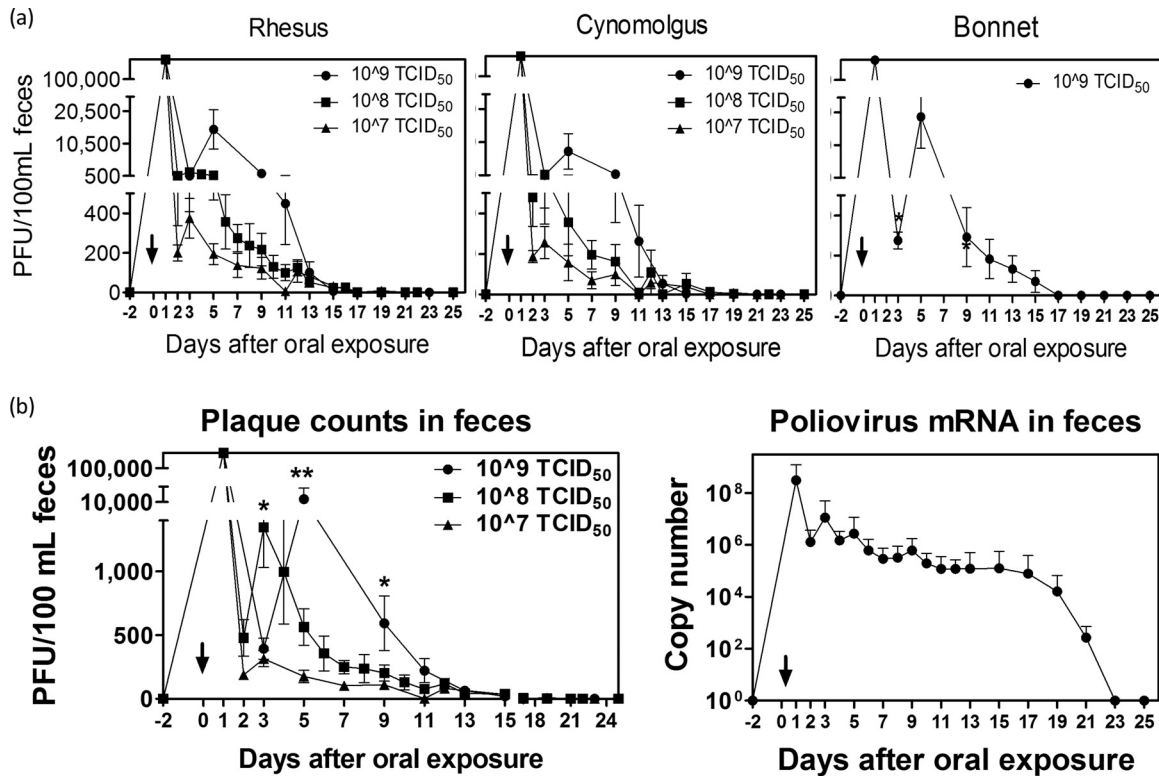 (a)
Rhesus
Cynomolgus
Bonnet
PFU/100mL feces
100,000
20,500
10,500
500
400
200
0
10^9 TCID50
10^8 TCID50
10^7 TCID50
10^9 TCID50
10^8 TCID50
10^7 TCID50
10^9 TCID50
* *
-2 0 1 2 3 5 7 9 11 13 15 17 19 21 23 25
-2 0 1 2 3 5 7 9 11 13 15 17 19 21 23 25
-2 0 1 2 3 5 7 9 11 13 15 17 19 21 23 25
Days after oral exposure
Days after oral exposure
Days after oral exposure
(b)
Plaque counts in feces
PFU/100 mL feces
100,000
10,000
1,000
500
0
* ** *
10^9 TCID50
10^8 TCID50
10^7 TCID50
-2 0 1 3 5 7 9 11 13 15 18 21 24
Days after oral exposure
Poliovirus mRNA in feces
Copy number
10^8
10^6
10^4
10^2
10^0
-2 0 1 2 3 5 7 9 11 13 15 17 19 21 23 25
Days after oral exposure